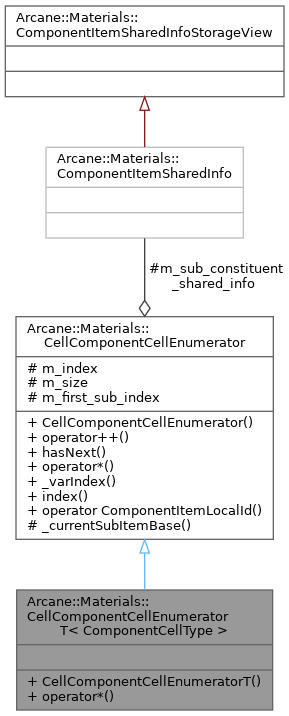 Arcane::Materials::
ComponentItemSharedInfoStorageView
Arcane::Materials::
ComponentItemSharedInfo
#m_sub_constituent
_shared_info
Arcane::Materials::
CellComponentCellEnumerator
# m_index
# m_size
# m_first_sub_index
+ CellComponentCellEnumerator()
+ operator++()
+ hasNext()
+ operator*()
+ _varIndex()
+ index()
+ operator ComponentItemLocalId()
# _currentSubItemBase()
Arcane::Materials::
CellComponentCellEnumerator
T< ComponentCellType >
+ CellComponentCellEnumeratorT()
+ operator*()